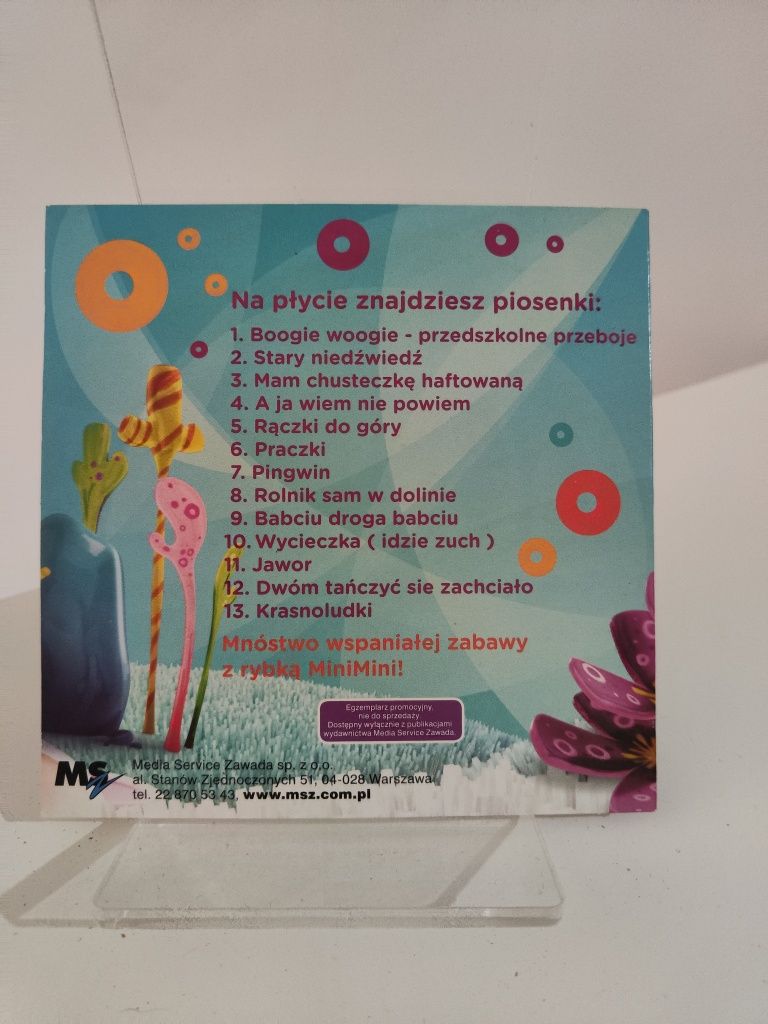 Na płycie znajdziesz piosenki:
1. Boogie woogie - przedszkolne przeboje
2. Stary niedźwiedź
3. Mam chusteczkę haftowaną
4. A ja wiem nie powiem
5. Rączki do góry
6. Praczki
7. Pingwin
8. Rolnik sam w dolinie
9. Babciu droga babciu
10. Wycieczka ( idzie zuch )
11. Jawor
12. Dwóm tańczyć sie zachciało
13. Krasnoludki
Mnóstwo wspaniałej zabawy
z rybką MiniMini!
Egzemplarz promocyjny,
nie do sprzedaży.
Dostępny wyłącznie z publikacjami
wydawnictwa Media Service Zawada.
MS
Media Service Zawada sp. z o.o.
al. Stanów Zjednoczonych 51, 04-028 Warszawa
tel. 22 870 53 43, www.msz.com.pl